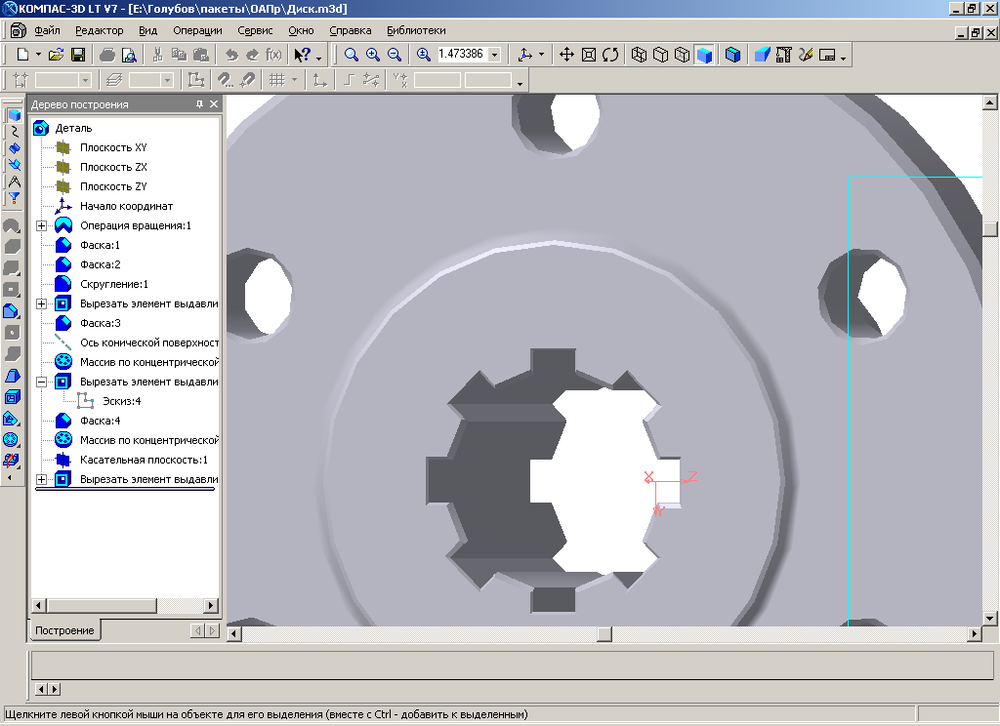 КОМПАС-3D LT V7 - [E:\Голубов\пакеты\ОАПр\Диск.m3d]
Файл Редактор Вид Операции Сервис Окно Справка Библиотеки
1.473386
f(x)
Дерево построения
Деталь
Плоскость XY
Плоскость ZX
Плоскость ZY
Начало координат
Операция вращения:1
Фаска:1
Фаска:2
Скругление:1
Вырезать элемент выдавли
Фаска:3
Ось конической поверхност
Массив по концентрической
Вырезать элемент выдавли
Эскиз:4
Фаска:4
Массив по концентрической
Касательная плоскость:1
Вырезать элемент выдавли
X Z
Y
Построение
Щелкните левой кнопкой мыши на объекте для его выделения (вместе с Ctrl - добавить к выделенным)